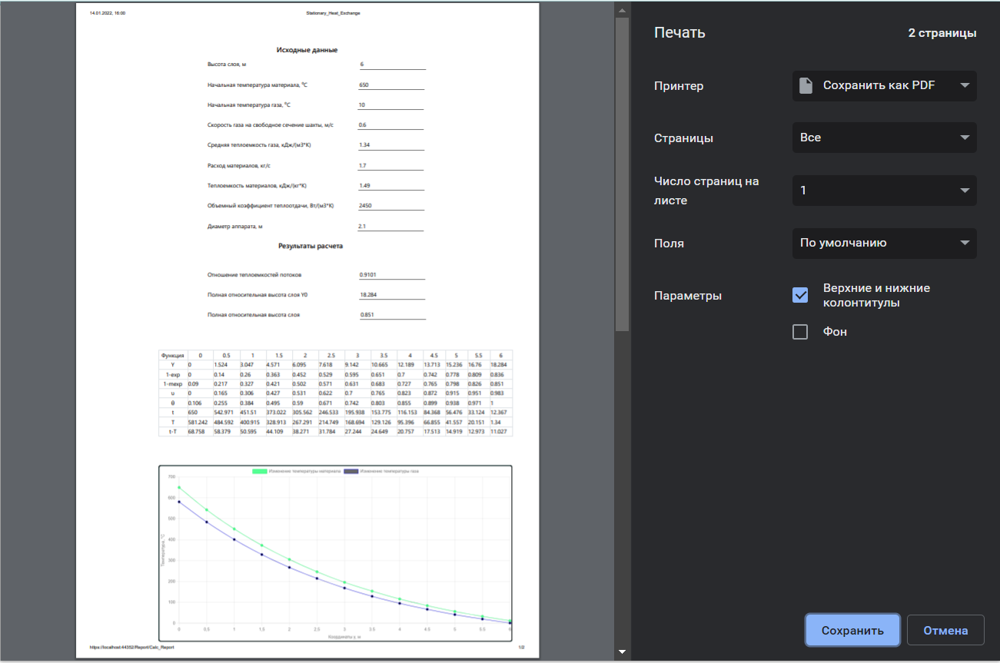 14.01.2022, 16:00 Stationary_Heat_Exchange
Исходные данные
Высота слоя, м 6
Начальная температура материала, °C 650
Начальная температура газа, °C 10
Скорость газа на свободное сечение шахты, м/с 0.6
Средняя теплоемкость газа, кДж/(м3*К) 1.34
Расход материалов, кг/с 1.7
Теплоемкость материалов, кДж/(кг*К) 1.49
Объемный коэффициент теплоотдачи, Вт/(м3*К) 2450
Диаметр аппарата, м 2.1
Результаты расчета
Отношение теплоемкостей потоков 0.9101
Полная относительная высота слоя Y0 18.284
Полная относительная высота слоя 0.851
Функция 0 0.5 1 1.5 2 2.5 3 3.5 4 4.5 5 5.5 6
Y 0 1.524 3.047 4.571 6.095 7.618 9.142 10.665 12.189 13.713 15.236 16.76 18.284
1-exp 0 0.14 0.26 0.363 0.452 0.529 0.595 0.651 0.7 0.742 0.778 0.809 0.836
1-mexp 0.09 0.217 0.327 0.421 0.502 0.571 0.631 0.683 0.727 0.765 0.798 0.826 0.851
υ 0 0.165 0.306 0.427 0.531 0.622 0.7 0.765 0.823 0.872 0.915 0.951 0.983
θ 0.106 0.255 0.384 0.495 0.59 0.671 0.742 0.803 0.855 0.899 0.938 0.971 1
t 650 542.971 451.51 373.022 305.562 246.533 195.938 153.775 116.153 84.368 56.476 33.124 12.367
T 581.242 484.592 400.915 328.913 267.291 214.749 168.694 129.126 95.396 66.855 41.557 20.151 1.34
t-T 68.758 58.379 50.595 44.109 38.271 31.784 27.244 24.649 20.757 17.513 14.919 12.973 11.027
Изменение температуры материала Изменение температуры газа
700
600
500
400
300
200
100
0
Температура, °C
0 0.5 1 1.5 2 2.5 3 3.5 4 4.5 5 5.5 6
Координаты y, м
https://localhost:44352/Report/Calc_Report 1/2
Печать 2 страницы
Принтер Сохранить как PDF
Страницы Все
Число страниц на
листе 1
Поля По умолчанию
Параметры Верхние и нижние
колонтитулы
Фон
Сохранить Отмена